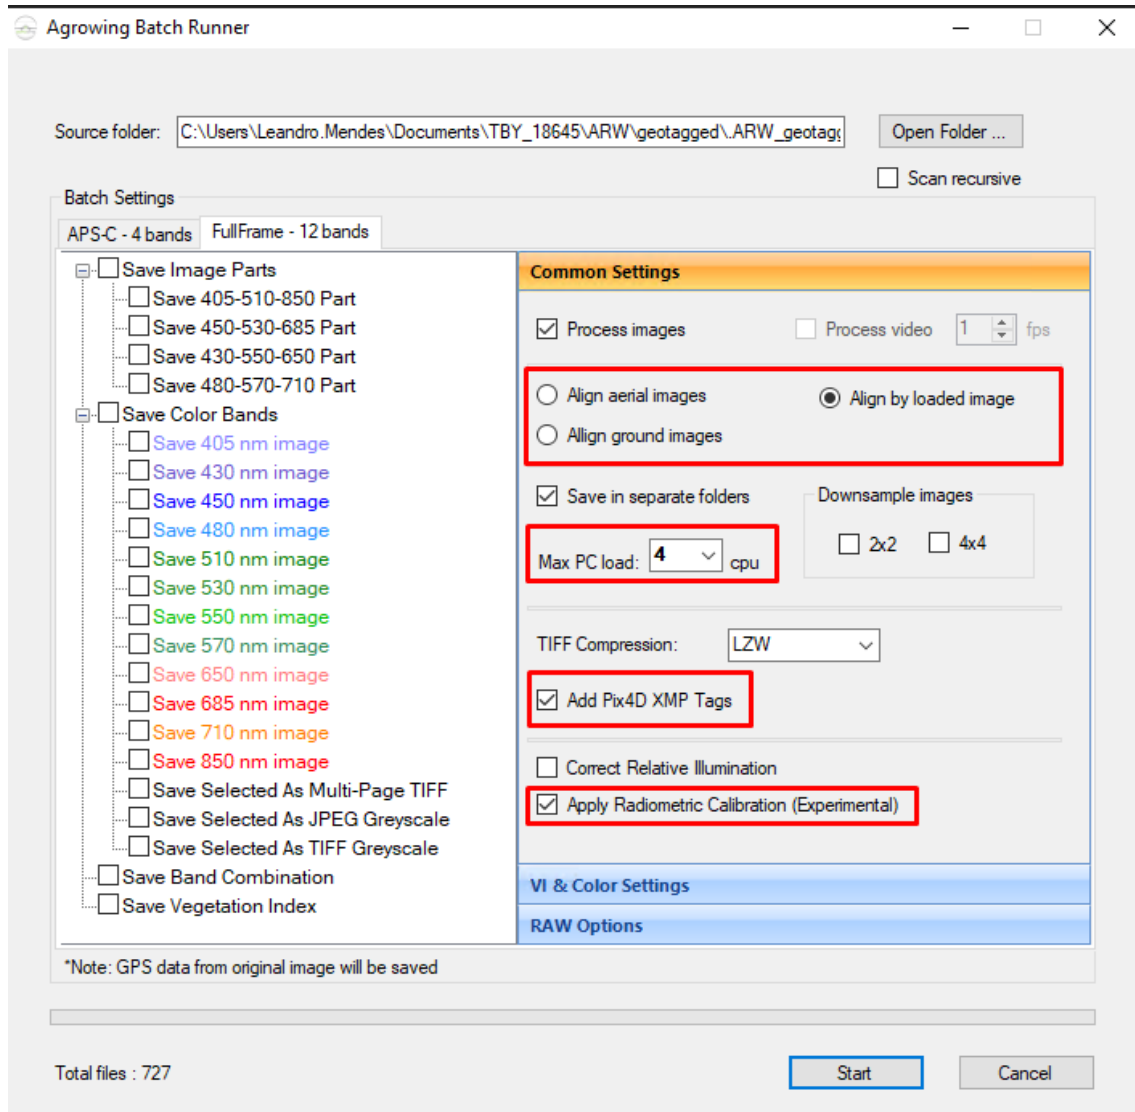 Agrowing Batch Runner
Source folder: C:\Users\Leandro.Mendes\Documents\TBY_18645\ARW\geotagged\.ARW_geotagg Open Folder ...
Scan recursive
Batch Settings
APS-C - 4 bands FullFrame - 12 bands
Save Image Parts
Save 405-510-850 Part
Save 450-530-685 Part
Save 430-550-650 Part
Save 480-570-710 Part
Save Color Bands
Save 405 nm image
Save 430 nm image
Save 450 nm image
Save 480 nm image
Save 510 nm image
Save 530 nm image
Save 550 nm image
Save 570 nm image
Save 650 nm image
Save 685 nm image
Save 710 nm image
Save 850 nm image
Save Selected As Multi-Page TIFF
Save Selected As JPEG Greyscale
Save Selected As TIFF Greyscale
Save Band Combination
Save Vegetation Index
Common Settings
Process images Process video 1 fps
Align aerial images Align by loaded image
Allign ground images
Save in separate folders Downsample images
2x2 4x4
Max PC load: 4 cpu
TIFF Compression: LZW
Add Pix4D XMP Tags
Correct Relative Illumination
Apply Radiometric Calibration (Experimental)
VI & Color Settings
RAW Options
*Note: GPS data from original image will be saved
Total files : 727 Start Cancel